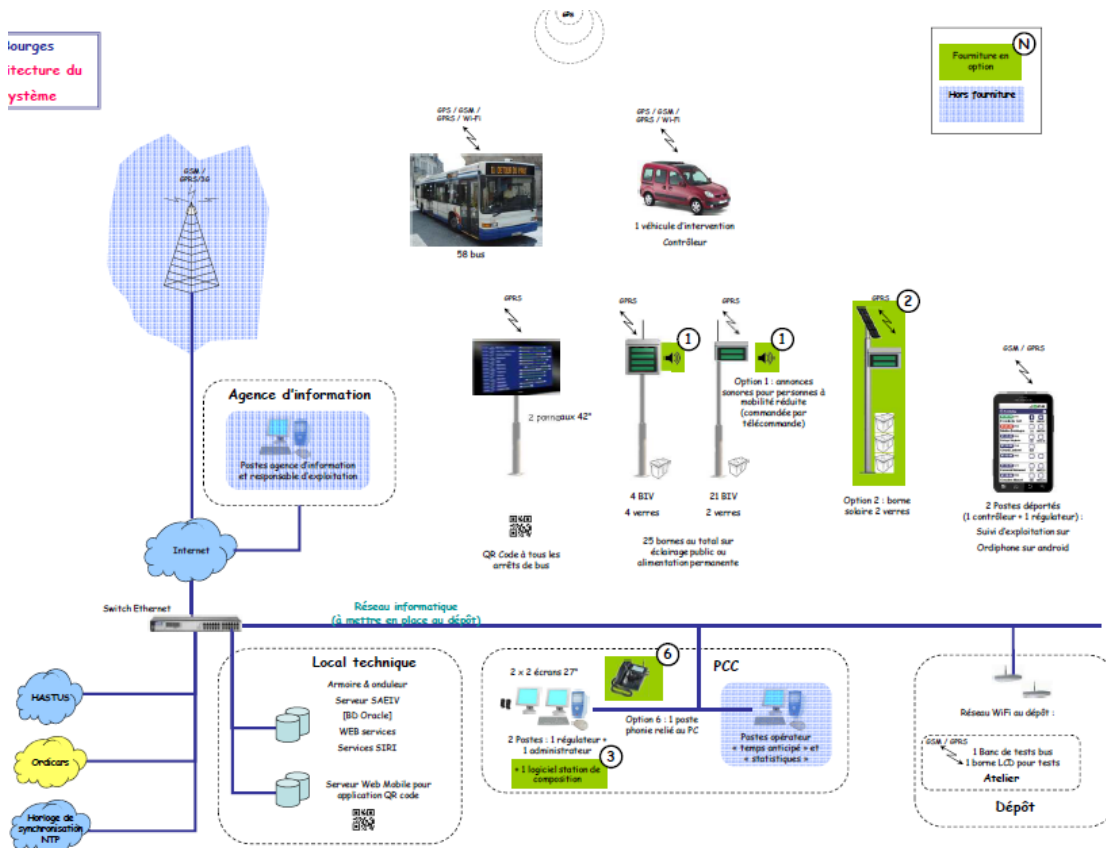 Bourges
itecture du
ystème
GPS
N
Fourniture en
option
Hors fourniture
GPS / GSM /
GPRS / Wi-Fi
58 bus
GPS / GSM /
GPRS / Wi-Fi
1 véhicule d'intervention
Contrôleur
GSM /
GPRS/3G
GPRS
2 panneaux 42"
QR Code à tous les
arrêts de bus
GPRS
1
4 BIV
4 verres
GPRS
1
Option 1 : annonces
sonores pour personnes à
mobilité réduite
(commandée par
télécommande)
21 BIV
2 verres
25 bornes au total sur
éclairage public ou
alimentation permanente
GPRS
2
Option 2 : borne
solaire 2 verres
GSM / GPRS
2 Postes déportés
(1 contrôleur + 1 régulateur) :
Suivi d'exploitation sur
Ordiphone sur android
Agence d'information
Postes agence d'information
et responsable d'exploitation
Internet
Switch Ethernet
Réseau informatique
(à mettre en place au dépôt)
HASTUS
Ordicars
Horloge de
synchronisation
NTP
Local technique
Armoire & onduleur
Serveur SAEIV
[BD Oracle]
WEB services
Services SIRI
Serveur Web Mobile pour
application QR code
PCC
2 x 2 écrans 27"
6
Option 6 : 1 poste
phonie relié au PC
2 Postes : 1 régulateur +
1 administrateur
3
+ 1 logiciel station de
composition
Postes opérateur
« temps anticipé » et
« statistiques »
Réseau WiFi au dépôt :
GSM / GPRS
1 Banc de tests bus
1 borne LCD pour tests
Atelier
Dépôt